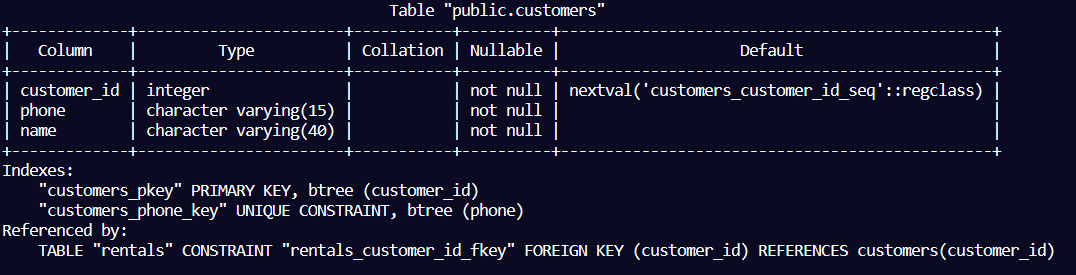 Table "public.customers"
+-------------+-----------------------+-----------+----------+------------------------------------------------+
|   Column    |         Type          | Collation | Nullable |                    Default                     |
+-------------+-----------------------+-----------+----------+------------------------------------------------+
| customer_id | integer               |           | not null | nextval('customers_customer_id_seq'::regclass) |
| phone       | character varying(15) |           | not null |                                                |
| name        | character varying(40) |           | not null |                                                |
+-------------+-----------------------+-----------+----------+------------------------------------------------+
Indexes:
    "customers_pkey" PRIMARY KEY, btree (customer_id)
    "customers_phone_key" UNIQUE CONSTRAINT, btree (phone)
Referenced by:
    TABLE "rentals" CONSTRAINT "rentals_customer_id_fkey" FOREIGN KEY (customer_id) REFERENCES customers(customer_id)